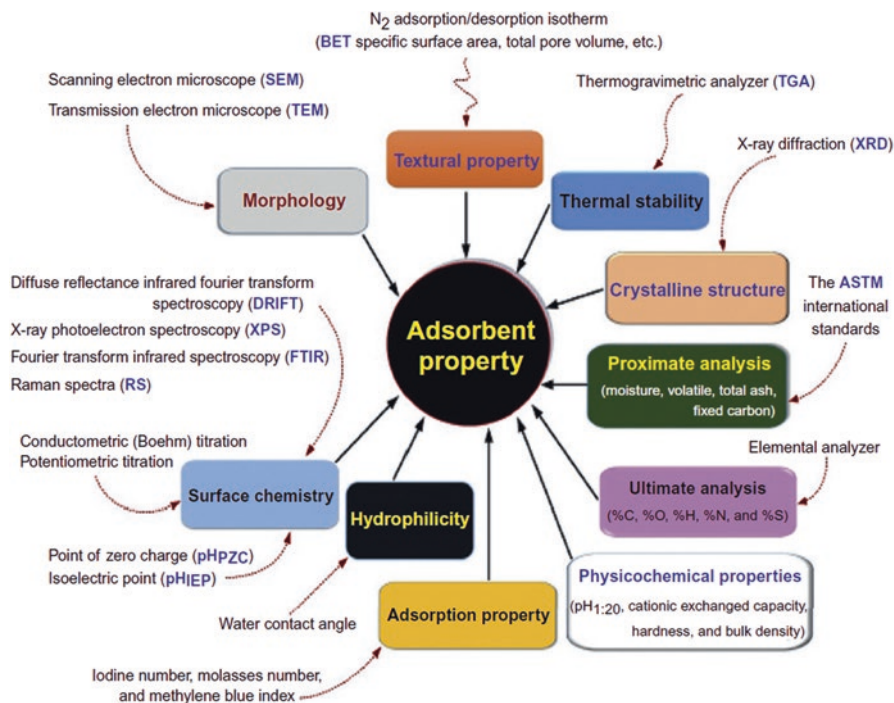 N2 adsorption/desorption isotherm
(BET specific surface area, total pore volume, etc.)
Scanning electron microscope (SEM)
Transmission electron microscope (TEM)
Thermogravimetric analyzer (TGA)
X-ray diffraction (XRD)
Textural property
Morphology
Thermal stability
Diffuse reflectance infrared fourier transform
spectroscopy (DRIFT)
X-ray photoelectron spectroscopy (XPS)
Fourier transform infrared spectroscopy (FTIR)
Raman spectra (RS)
Adsorbent
property
Crystalline structure
The ASTM
international
standards
Proximate analysis
(moisture, volatile, total ash,
fixed carbon)
Conductometric (Boehm) titration
Potentiometric titration
Surface chemistry
Hydrophilicity
Elemental analyzer
Ultimate analysis
(%C, %O, %H, %N, and %S)
Point of zero charge (pHPZC)
Isoelectric point (pHIEP)
Water contact angle
Adsorption property
Physicochemical properties
(pH1:20, cationic exchanged capacity,
hardness, and bulk density)
Iodine number, molasses number,
and methylene blue index